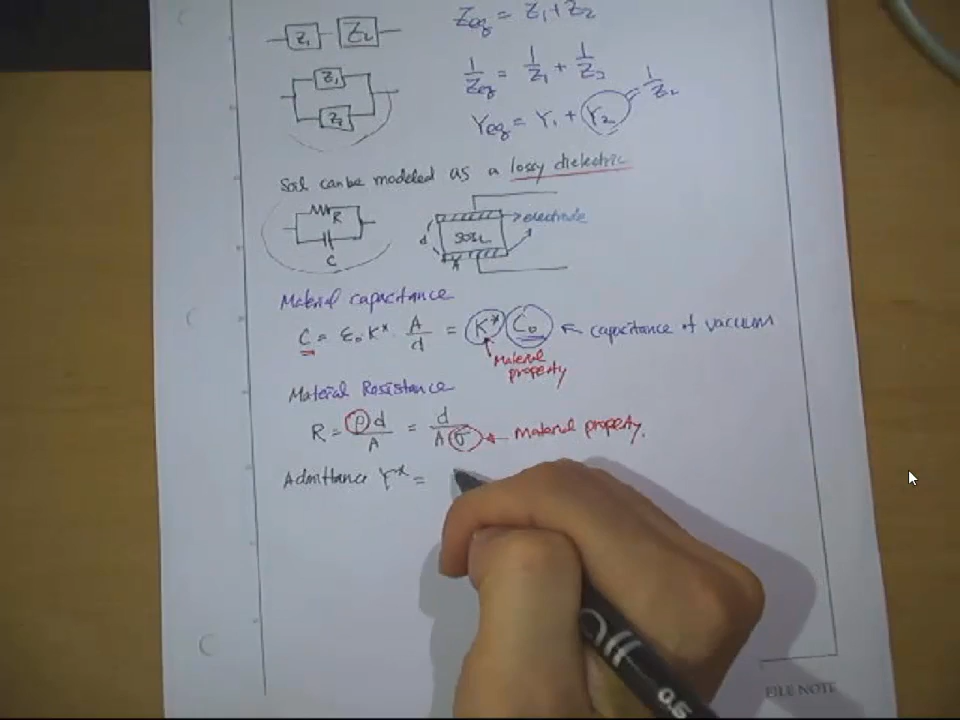 Z1 Z2 Zeq = Z1 + Z2
Z1 1/Zeq = 1/Z1 + 1/Z2
Z2 Yeq = Y1 + Y2 = 1/Z2
Soil can be modeled as a lossy dielectric
R
C
d SOIL electrode
A
Material capacitance
C = ε0 K* A/d = K* C0 ← capacitance of vacuum
Material property
Material Resistance
R = ρd/A = d/Aσ ← Material property.
Admittance Y* =
FILE NOTE
0.5